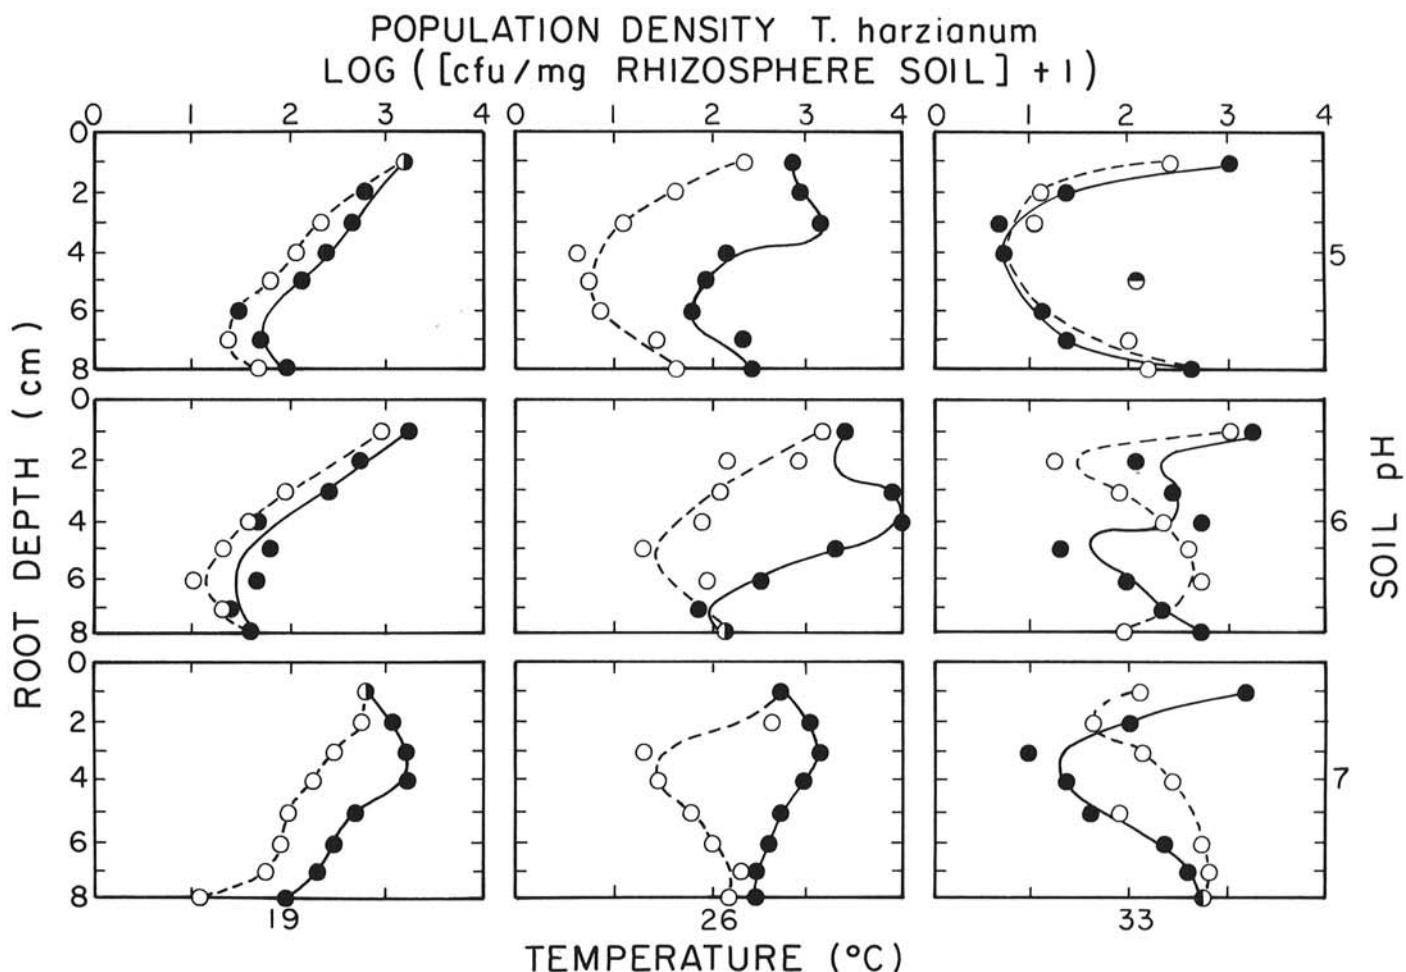 POPULATION DENSITY T. harzianum
LOG ([cfu/mg RHIZOSPHERE SOIL] +1)
0 1 2 3 4
0 1 2 3 4
0 1 2 3 4
0
2
4
6
8
5
0
2
4
6
8
6
0
2
4
6
8
7
ROOT DEPTH (cm)
SOIL pH
19 26 33
TEMPERATURE (°C)